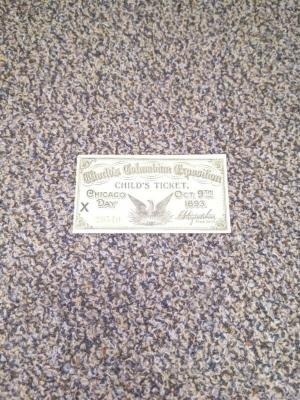 World's Columbian Exposition
CHILD'S TICKET.
CHICAGO DAY
OCT. 9TH 1893.
X